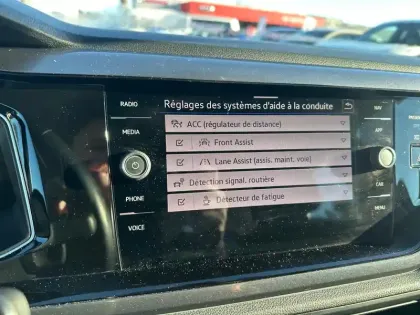 Réglages des systèmes d'aide à la conduite
RADIO
MEDIA
PHONE
VOICE
ACC (régulateur de distance)
Front Assist
Lane Assist (assis. maint. voie)
Détection signal. routière
Détecteur de fatigue
NAV
APP
CAR
MENU